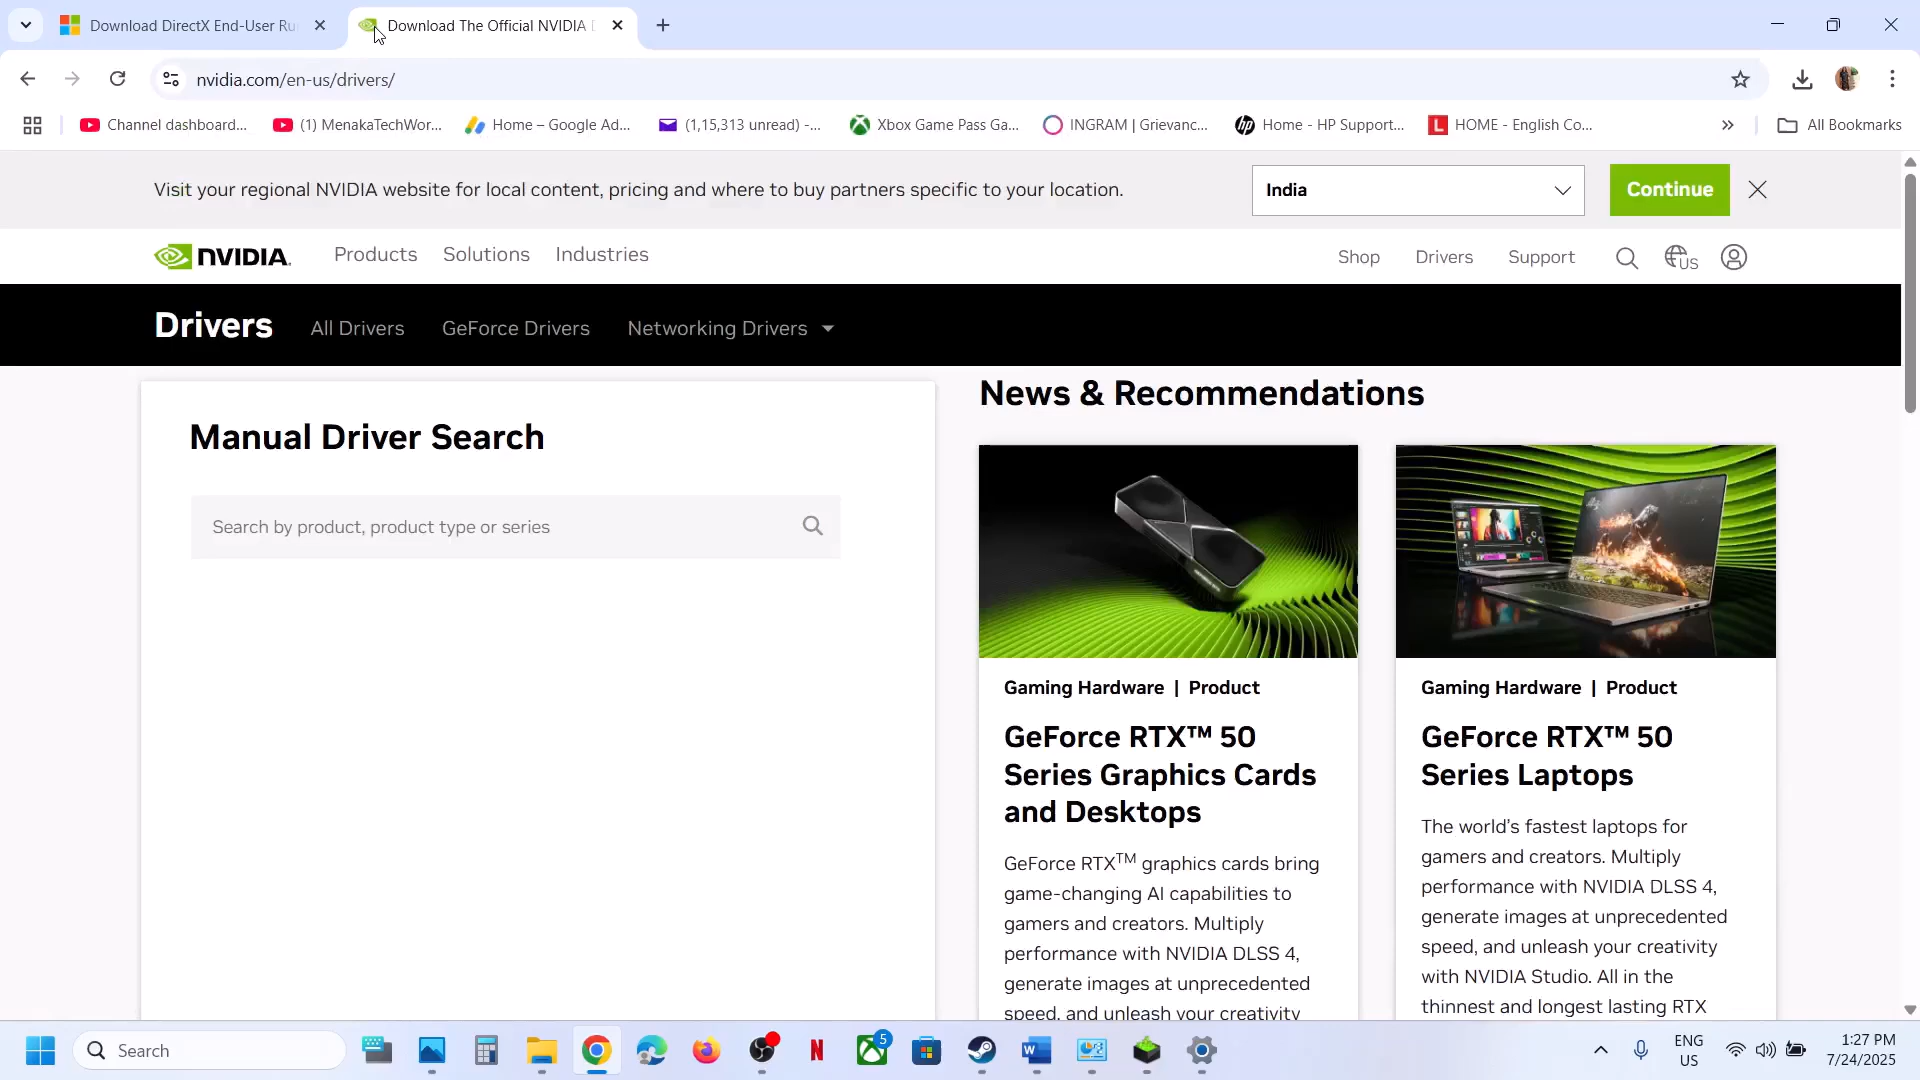 Download DirectX End-User Ru
Download The Official NVIDIA
nvidia.com/en-us/drivers/
Channel dashboard...
(1) MenakaTechWor...
Home – Google Ad...
(1,15,313 unread) -...
Xbox Game Pass Ga...
INGRAM | Grievanc...
Home - HP Support...
HOME - English Co...
All Bookmarks
Visit your regional NVIDIA website for local content, pricing and where to buy partners specific to your location.
India
Continue
NVIDIA.
Products
Solutions
Industries
Shop
Drivers
Support
US
Drivers
All Drivers
GeForce Drivers
Networking Drivers
Manual Driver Search
Search by product, product type or series
News & Recommendations
Gaming Hardware | Product
GeForce RTX™ 50
Series Graphics Cards
and Desktops
GeForce RTXTM graphics cards bring
game-changing AI capabilities to
gamers and creators. Multiply
performance with NVIDIA DLSS 4,
generate images at unprecedented
speed, and unleash your creativity
Gaming Hardware | Product
GeForce RTX™ 50
Series Laptops
The world's fastest laptops for
gamers and creators. Multiply
performance with NVIDIA DLSS 4,
generate images at unprecedented
speed, and unleash your creativity
with NVIDIA Studio. All in the
thinnest and longest lasting RTX
Search
5
ENG
US
1:27 PM
7/24/2025